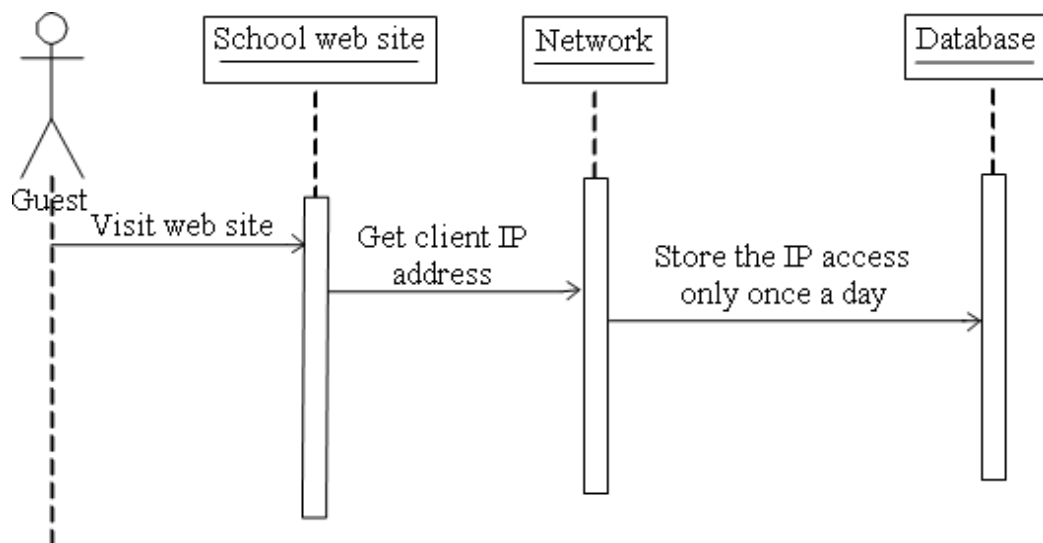 School web site
Network
Database
Guest
Visit web site
Get client IP
address
Store the IP access
only once a day